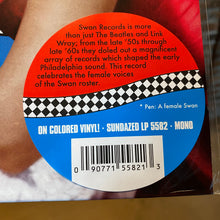 Swan Records is more
than just The Beatles and Link
Wray; from the late '50s through
late '60s they doled out a magnificent
array of records which shaped the early
Philadelphia sound. This record
celebrates the female voices
of the Swan roster.
* Pen: A female Swan
ON COLORED VINYL! • SUNDAZED LP 5582 • MONO
0 90771 55821 3